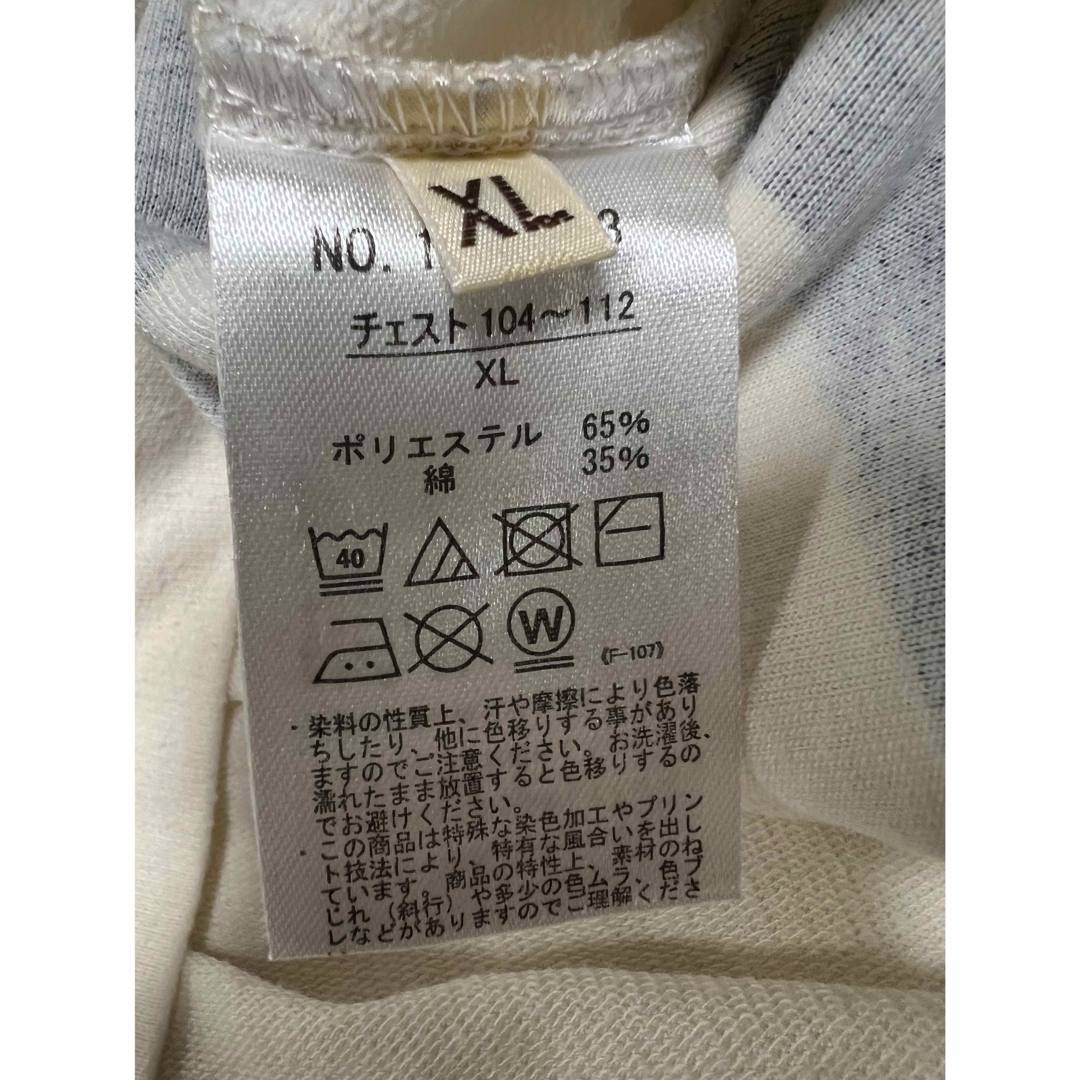 XL
NO. 1 3
チェスト 104〜112
XL
ポリエステル 65%
綿 35%
40
W 《F-107》
・染料の性質上、汗や摩擦により色落
ちしたり、他に色移りする事があり
ますのでご注意ください。お洗濯後、
濡れたまま放置すると色移りするの
でお避けください。
・この商品は特殊な染色加工やプリン
トの技法により、特有な風合いを出し
ています。商品の特性上、素材のね
じれ(斜行)や多少の色ムラ、色ブ
レなどがありますのでご理解くださ